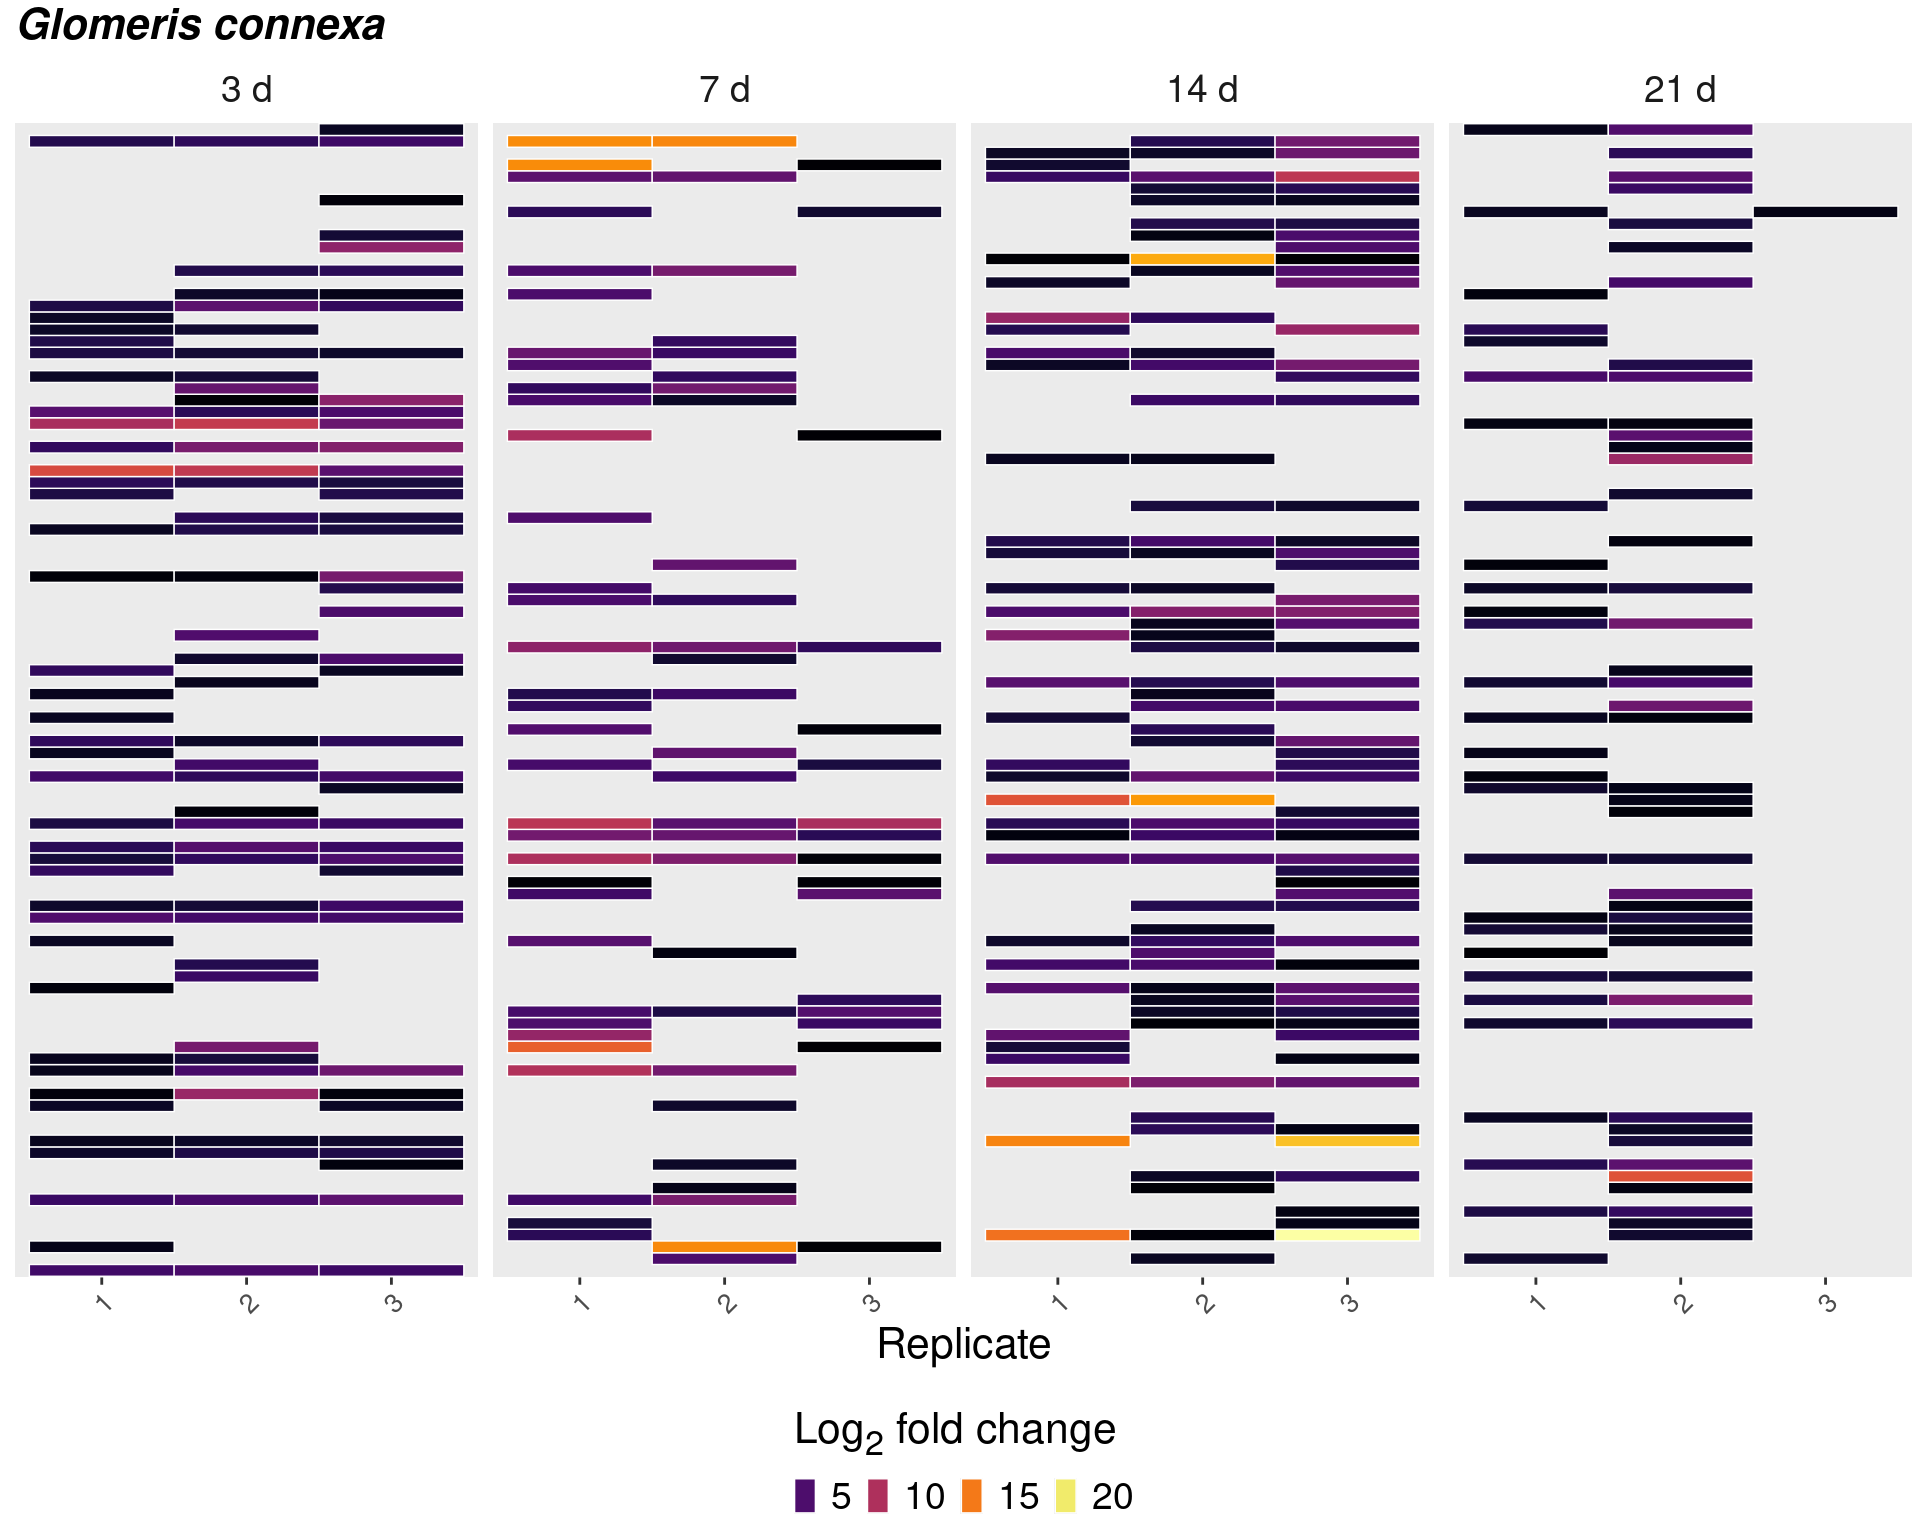 Glomeris connexa
3 d 7 d 14 d 21 d
1 2 3 1 2 3 1 2 3 1 2 3
Replicate
Log2 fold change
5 10 15 20